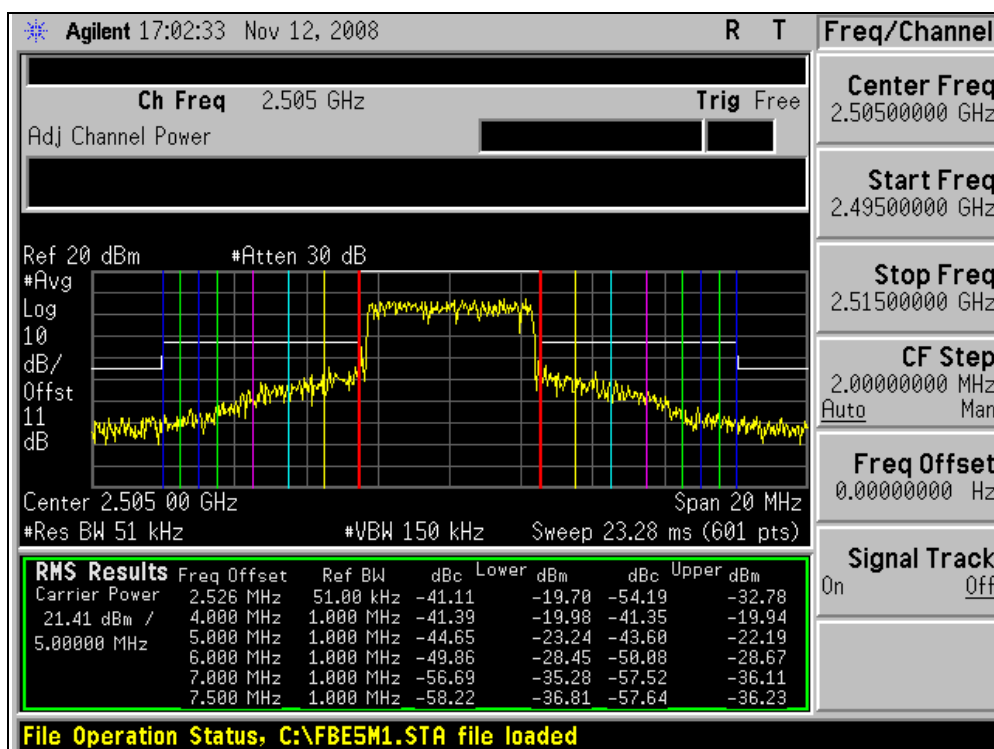 Agilent 17:02:33 Nov 12, 2008 R T
Freq/Channel
Ch Freq 2.505 GHz Trig Free
Adj Channel Power
Center Freq
2.50500000 GHz
Start Freq
2.49500000 GHz
Stop Freq
2.51500000 GHz
CF Step
2.00000000 MHz
Auto Man
Freq Offset
0.00000000 Hz
Signal Track
On Off
Ref 20 dBm #Atten 30 dB
#Avg
Log
10
dB/
Offst
11
dB
Center 2.505 00 GHz Span 20 MHz
#Res BW 51 kHz #VBW 150 kHz Sweep 23.28 ms (601 pts)
RMS Results Freq Offset Ref BW dBc Lower dBm dBc Upper dBm
Carrier Power 2.526 MHz 51.00 kHz -41.11 -19.70 -54.19 -32.78
21.41 dBm / 4.000 MHz 1.000 MHz -41.39 -19.98 -41.35 -19.94
5.00000 MHz 5.000 MHz 1.000 MHz -44.65 -23.24 -43.60 -22.19
6.000 MHz 1.000 MHz -49.86 -28.45 -50.08 -28.67
7.000 MHz 1.000 MHz -56.69 -35.28 -57.52 -36.11
7.500 MHz 1.000 MHz -58.22 -36.81 -57.64 -36.23
File Operation Status, C:\FBE5M1.STA file loaded